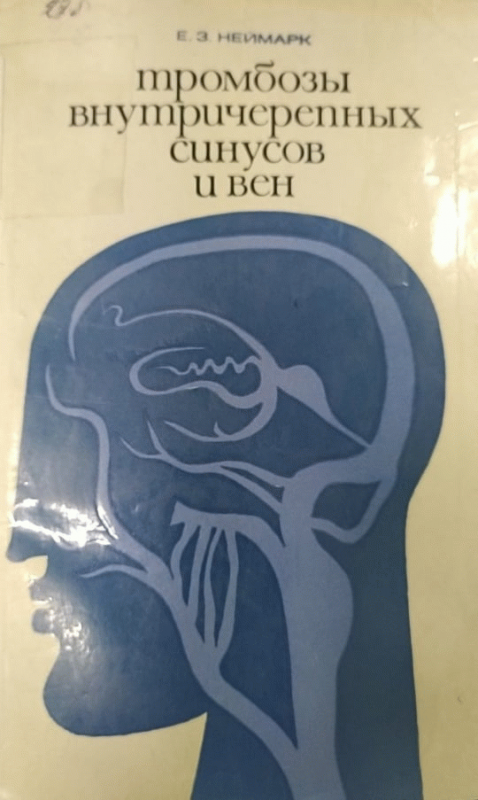 Е. З. НЕЙМАРК
тромбозы
внутричерепных
синусов
и вен